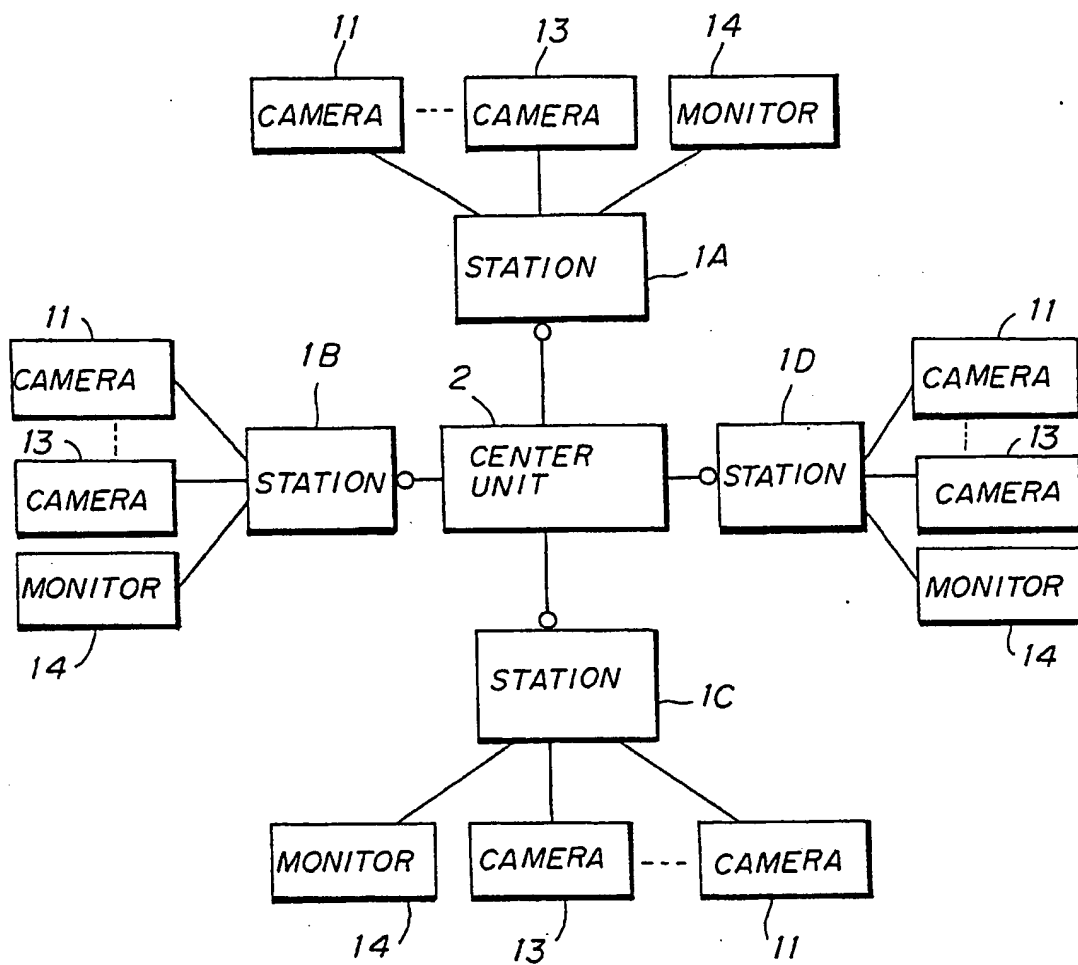 11 13 14
CAMERA --- CAMERA MONITOR
STATION
1A
11 11
CAMERA 1B 2 1D CAMERA
13 13
CAMERA STATION CENTER STATION CAMERA
UNIT
MONITOR MONITOR
14 14
STATION
1C
MONITOR CAMERA --- CAMERA
14 13 11